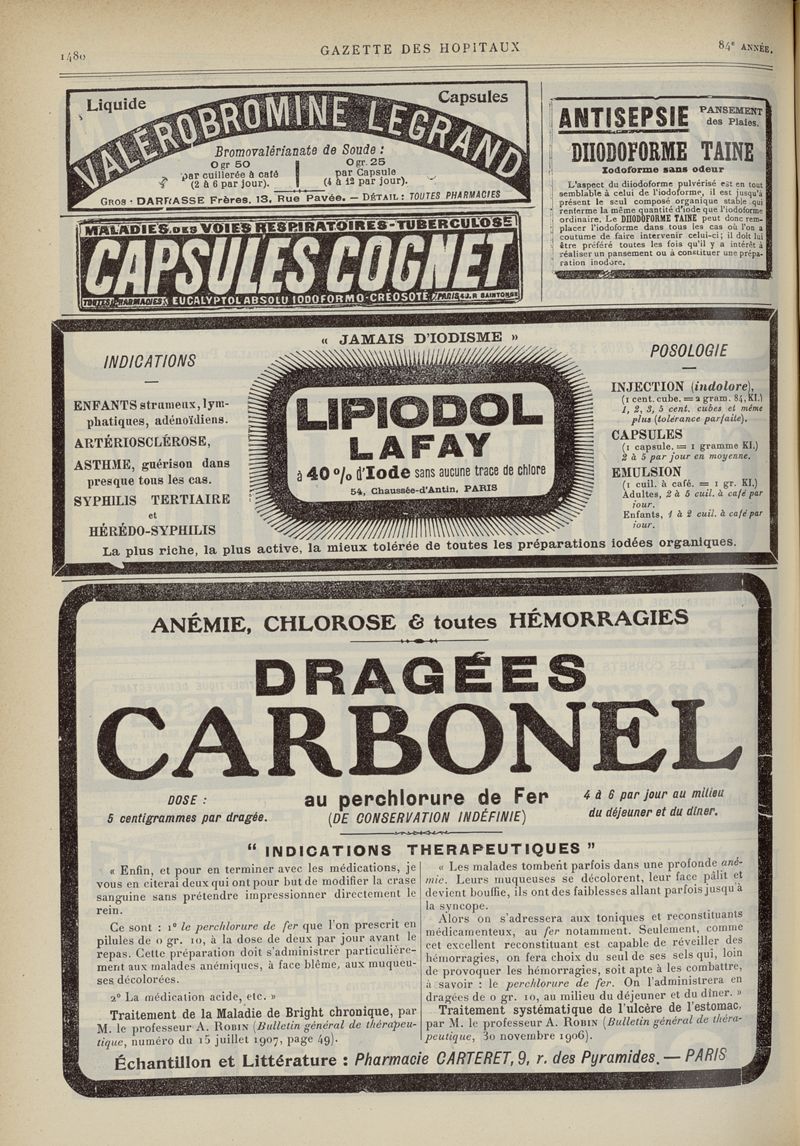 1480
GAZETTE DES HOPITAUX
84e ANNÉE.
Liquide
Capsules
VALÉROBROMINE LEGRAND
Bromovalérianate de Soude :
0 gr 50
par cuillerée à café
(2 à 6 par jour).
0 gr. 25
par Capsule
(4 à 12 par jour).
GROS - DARRASSE Frères, 13, Rue Pavée. — DÉTAIL : TOUTES PHARMACIES
ANTISEPSIE
PANSEMENT
des Plaies.
DIIODOFORME TAINE
Iodoforme sans odeur
L'aspect du diiodoforme pulvérisé est en tout
semblable à celui de l'iodoforme, il est jusqu'à
présent le seul composé organique stable qui
renferme la même quantité d'iode que l'iodoforme
ordinaire. Le DIIODOFORME TAINE peut donc rem-
placer l'iodoforme dans tous les cas où l'on a
coutume de faire intervenir celui-ci; il doit lui
être préféré toutes les fois qu'il y a intérêt à
réaliser un pansement ou à constituer une prépa-
ration inodore.
MALADIES DES VOIES RESPIRATOIRES - TUBERCULOSE
CAPSULES COGNET
TOUTES PHARMACIES EUCALYPTOL ABSOLU IODOFORMO-CRÉOSOTÉ PARIS, 4 J. R SAINTONGE
« JAMAIS D'IODISME »
INDICATIONS
ENFANTS strumeux, lym-
phatiques, adénoïdiens.
ARTÉRIOSCLÉROSE,
ASTHME, guérison dans
presque tous les cas.
SYPHILIS TERTIAIRE
et
HÉRÉDO-SYPHILIS
LIPIODOL
LAFAY
à 40 % d'Iode sans aucune trace de chlore
54, Chaussée-d'Antin, PARIS
POSOLOGIE
INJECTION (indolore),
(1 cent. cube. = 2 gram. 84, KI.)
1, 2, 3, 5 cent. cubes et même
plus (tolérance parfaite).
CAPSULES
(1 capsule. = 1 gramme KI.)
2 à 5 par jour en moyenne.
EMULSION
(1 cuil. à café. = 1 gr. KI.)
Adultes, 2 à 5 cuil. à café par
jour.
Enfants, 1 à 2 cuil. à café par
jour.
La plus riche, la plus active, la mieux tolérée de toutes les préparations iodées organiques.
ANÉMIE, CHLOROSE & toutes HÉMORRAGIES
DRAGÉES
CARBONEL
DOSE :
5 centigrammes par dragée.
au perchlorure de Fer
(DE CONSERVATION INDÉFINIE)
4 à 6 par jour au milieu
du déjeuner et du dîner.
“ INDICATIONS THERAPEUTIQUES ”
« Enfin, et pour en terminer avec les médications, je
vous en citerai deux qui ont pour but de modifier la crase
sanguine sans prétendre impressionner directement le
rein.
Ce sont : 1° le perchlorure de fer que l'on prescrit en
pilules de 0 gr. 10, à la dose de deux par jour avant le
repas. Cette préparation doit s'administrer particulière-
ment aux malades anémiques, à face blême, aux muqueu-
ses décolorées.
2° La médication acide, etc. »
Traitement de la Maladie de Bright chronique, par
M. le professeur A. ROBIN (Bulletin général de thérapeu-
tique, numéro du 15 juillet 1907, page 49).
« Les malades tombent parfois dans une profonde ané-
mie. Leurs muqueuses se décolorent, leur face pâlit et
devient bouffie, ils ont des faiblesses allant parfois jusqu'à
la syncope.
Alors on s'adressera aux toniques et reconstituants
médicamenteux, au fer notamment. Seulement, comme
cet excellent reconstituant est capable de réveiller des
hémorragies, on fera choix du seul de ses sels qui, loin
de provoquer les hémorragies, soit apte à les combattre,
à savoir : le perchlorure de fer. On l'administrera en
dragées de 0 gr. 10, au milieu du déjeuner et du dîner. »
Traitement systématique de l'ulcère de l'estomac,
par M. le professeur A. ROBIN (Bulletin général de théra-
peutique, 30 novembre 1906).
Échantillon et Littérature : Pharmacie CARTERET, 9, r. des Pyramides. — PARIS